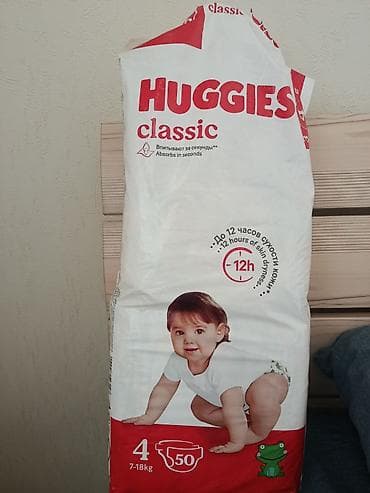 classic
HUGGIES
classic
Впитывают за секунды**
Absorbs in seconds
До 12 часов сухости кожи*
12 hours of skin dryness*
12h
4
50
7-18kg